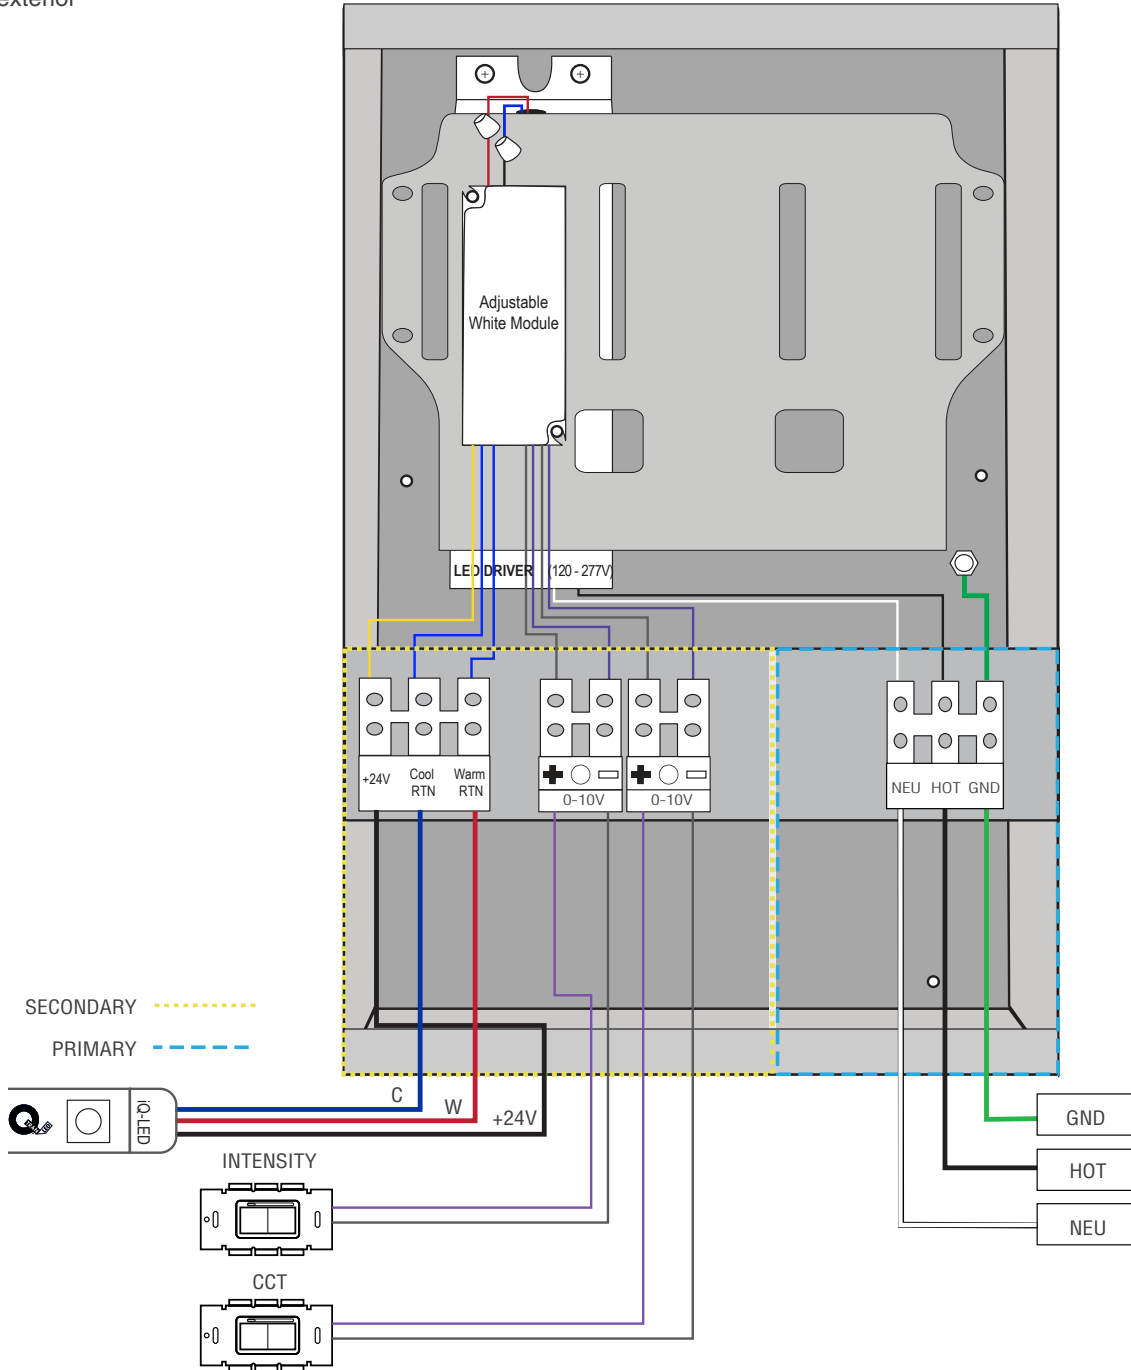 exterior
Adjustable
White Module
LED DRIVER (120 - 277V)
+24V
Cool
RTN
Warm
RTN
0-10V
0-10V
NEU HOT GND
SECONDARY
PRIMARY
C
W
+24V
iQ-LED
INTENSITY
CCT
GND
HOT
NEU